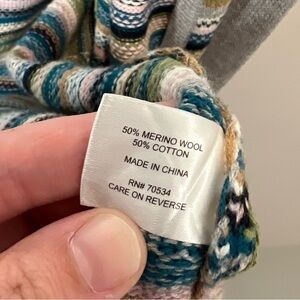 50% MERINO WOOL
50% COTTON
MADE IN CHINA
RN# 70534
CARE ON REVERSE